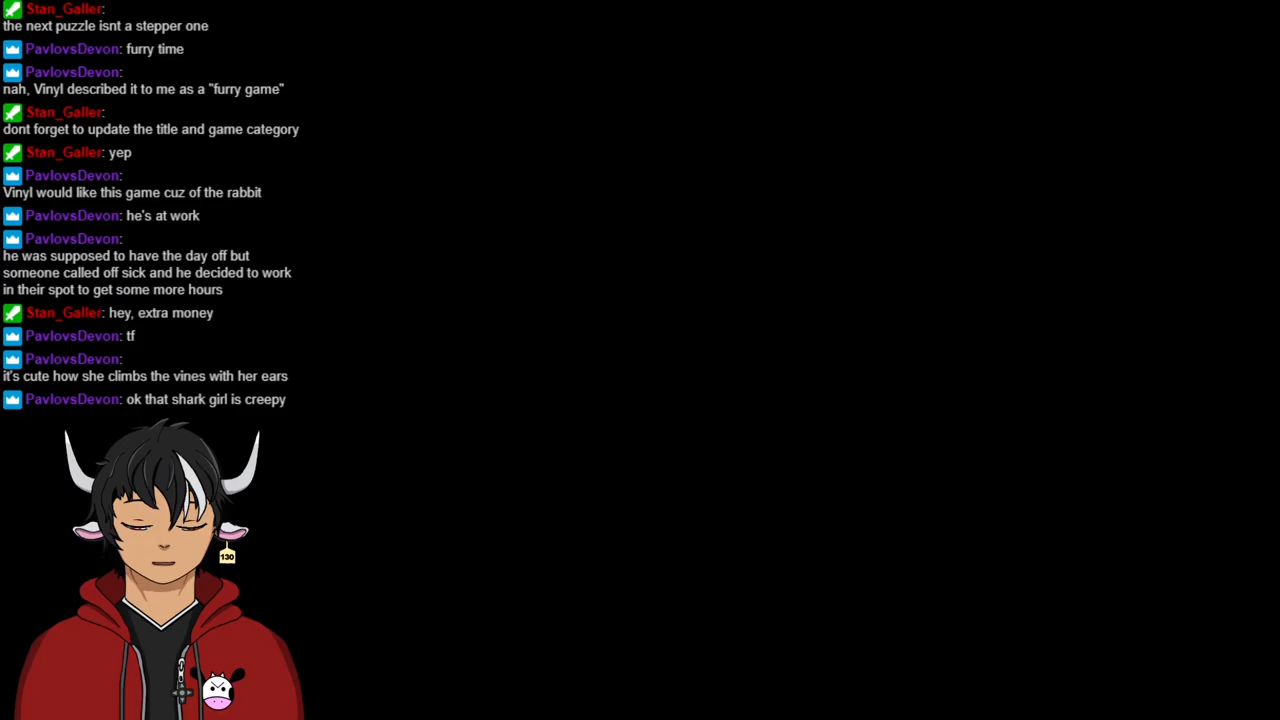 Stan_Galler:
the next puzzle isnt a stepper one
PavlovsDevon: furry time
PavlovsDevon:
nah, Vinyl described it to me as a "furry game"
Stan_Galler:
dont forget to update the title and game category
Stan_Galler: yep
PavlovsDevon:
Vinyl would like this game cuz of the rabbit
PavlovsDevon: he's at work
PavlovsDevon:
he was supposed to have the day off but
someone called off sick and he decided to work
in their spot to get some more hours
Stan_Galler: hey, extra money
PavlovsDevon: tf
PavlovsDevon:
it's cute how she climbs the vines with her ears
PavlovsDevon: ok that shark girl is creepy
130